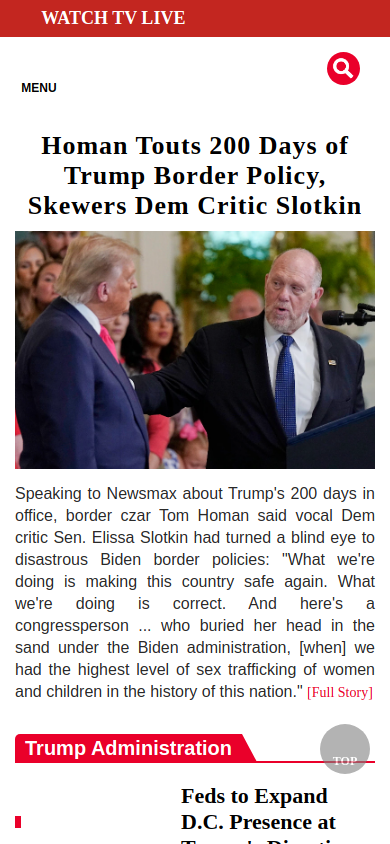 WATCH TV LIVE
MENU
Homan Touts 200 Days of
Trump Border Policy,
Skewers Dem Critic Slotkin
Speaking to Newsmax about Trump's 200 days in
office, border czar Tom Homan said vocal Dem
critic Sen. Elissa Slotkin had turned a blind eye to
disastrous Biden border policies: "What we're
doing is making this country safe again. What
we're doing is correct. And here's a
congressperson ... who buried her head in the
sand under the Biden administration, [when] we
had the highest level of sex trafficking of women
and children in the history of this nation." [Full Story]
Trump Administration
TOP
Feds to Expand
D.C. Presence at